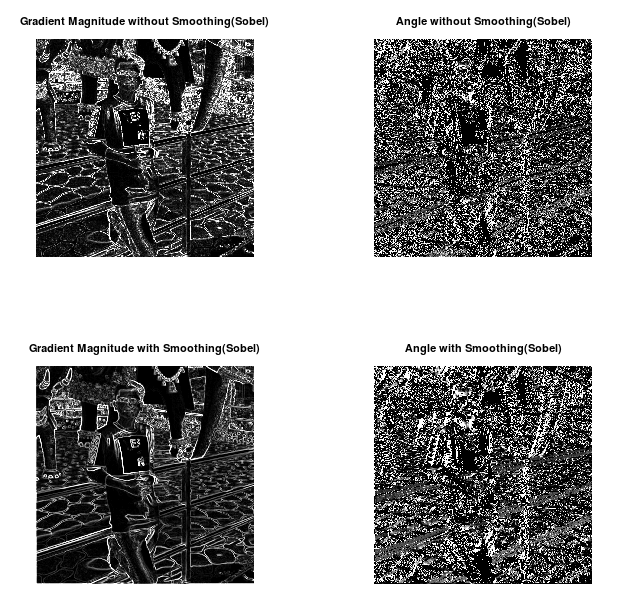 Gradient Magnitude without Smoothing(Sobel)
Angle without Smoothing(Sobel)
Gradient Magnitude with Smoothing(Sobel)
Angle with Smoothing(Sobel)